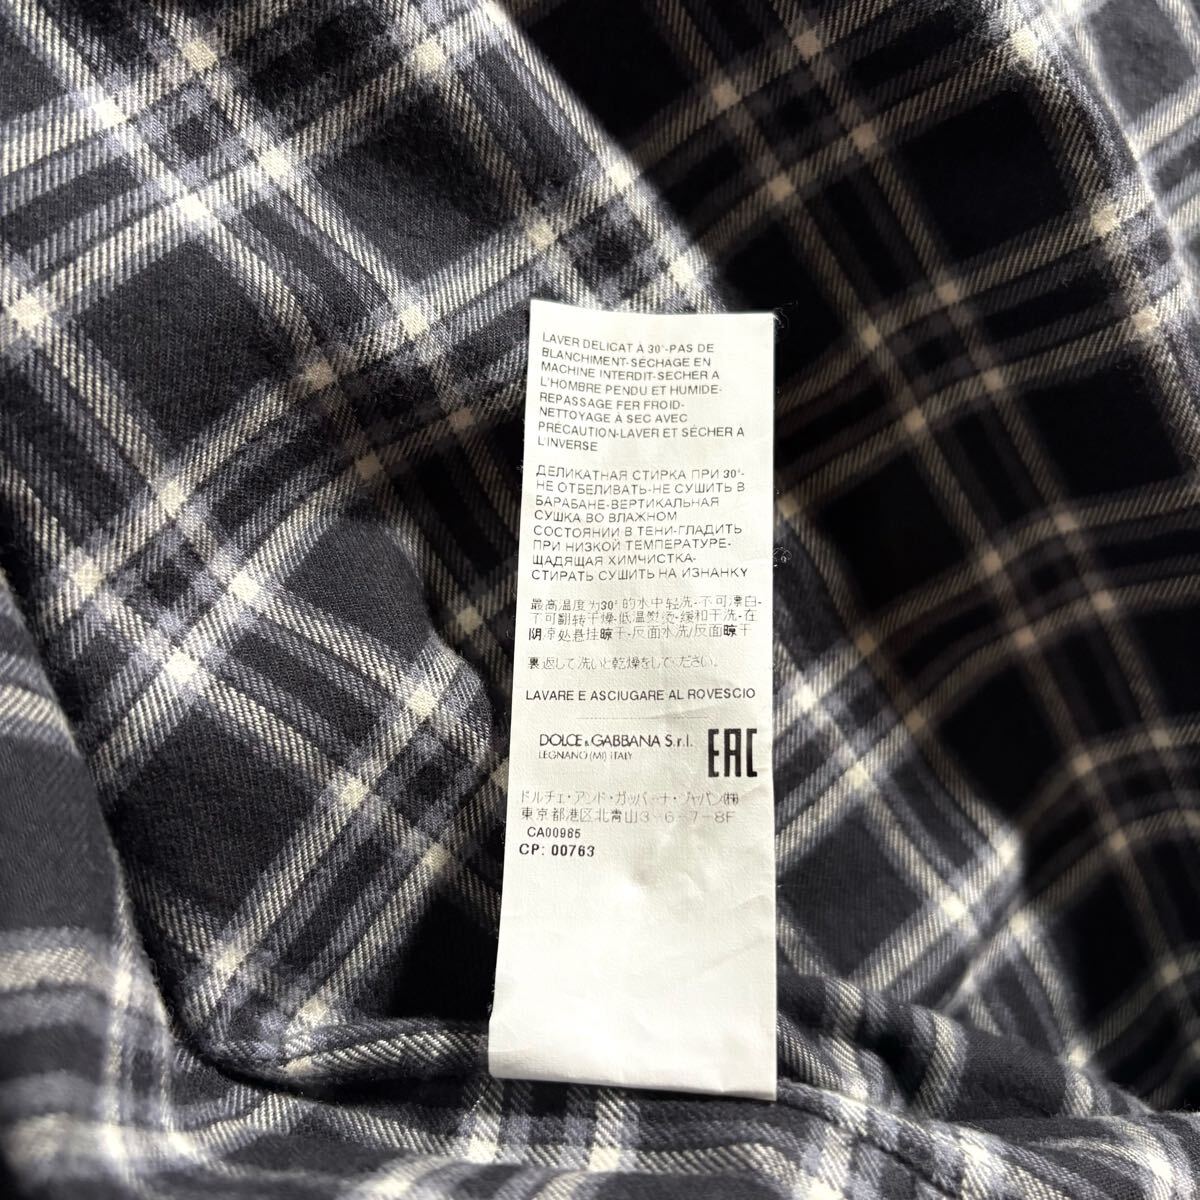 LAVER DELICAT À 30°-PAS DE
BLANCHIMENT-SÉCHAGE EN
MACHINE INTERDIT-SECHER A
L'HOMBRE PENDU ET HUMIDE-
REPASSAGE FER FROID-
NETTOYAGE À SEC AVEC
PRÉCAUTION-LAVER ET SÉCHER A
L'INVERSE
ДЕЛИКАТНАЯ СТИРКА ПРИ 30°-
НЕ ОТБЕЛИВАТЬ-НЕ СУШИТЬ В
БАРАБАНЕ-ВЕРТИКАЛЬНАЯ
СУШКА ВО ВЛАЖНОМ
СОСТОЯНИИ В ТЕНИ-ГЛАДИТЬ
ПРИ НИЗКОЙ ТЕМПЕРАТУРЕ-
ЩАДЯЩАЯ ХИМЧИСТКА-
СТИРАТЬ СУШИТЬ НА ИЗНАНКУ
最高温度为30°的水中轻洗-不可漂白-
不可翻转干燥-低温熨烫-缓和干洗-在
阴凉处悬挂晾干-反面水洗/反面晾干
裏返して洗いと乾燥をしてください。
LAVARE E ASCIUGARE AL ROVESCIO
DOLCE & GABBANA S.r.l.
LEGNANO (MI) ITALY
EAC
ドルチェ・アンド・ガッバーナ・ジャパン(株)
東京都港区北青山3-6-7-8F
CA00965
CP: 00763